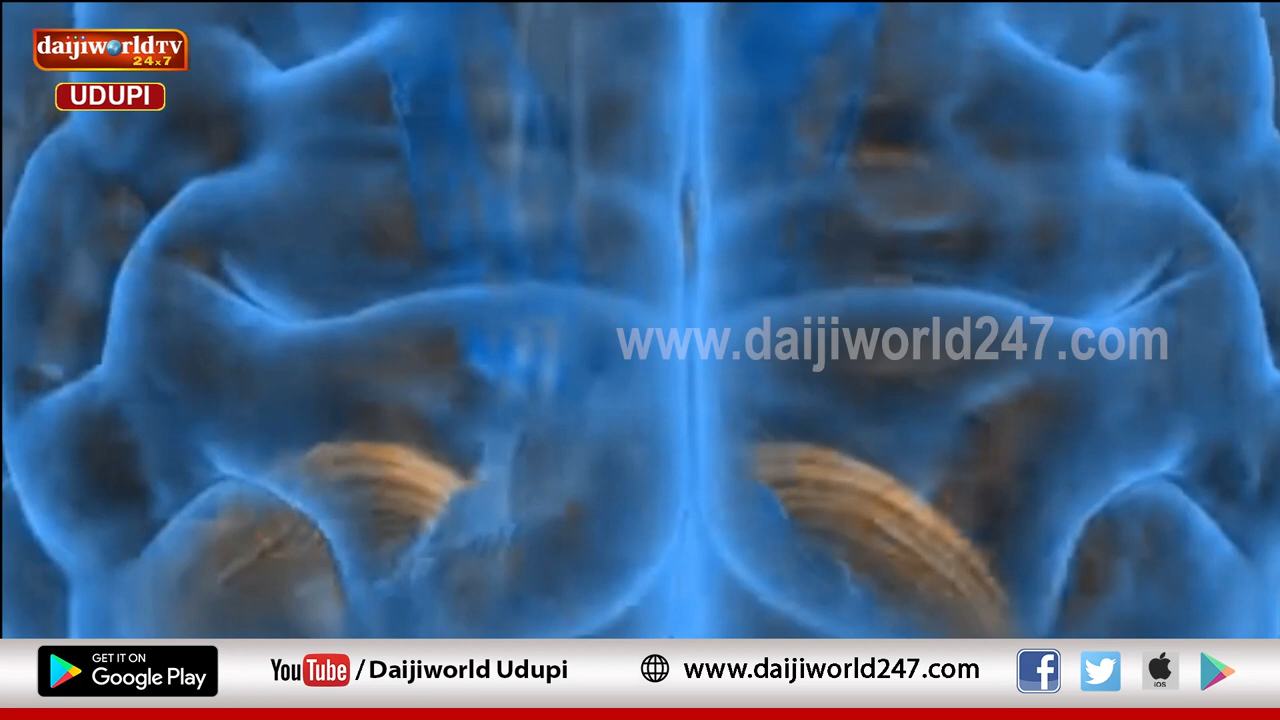 daijiworldTV
24x7
UDUPI
www.daijiworld247.com
GET IT ON
Google Play
YouTube / Daijiworld Udupi
www.daijiworld247.com
iOS